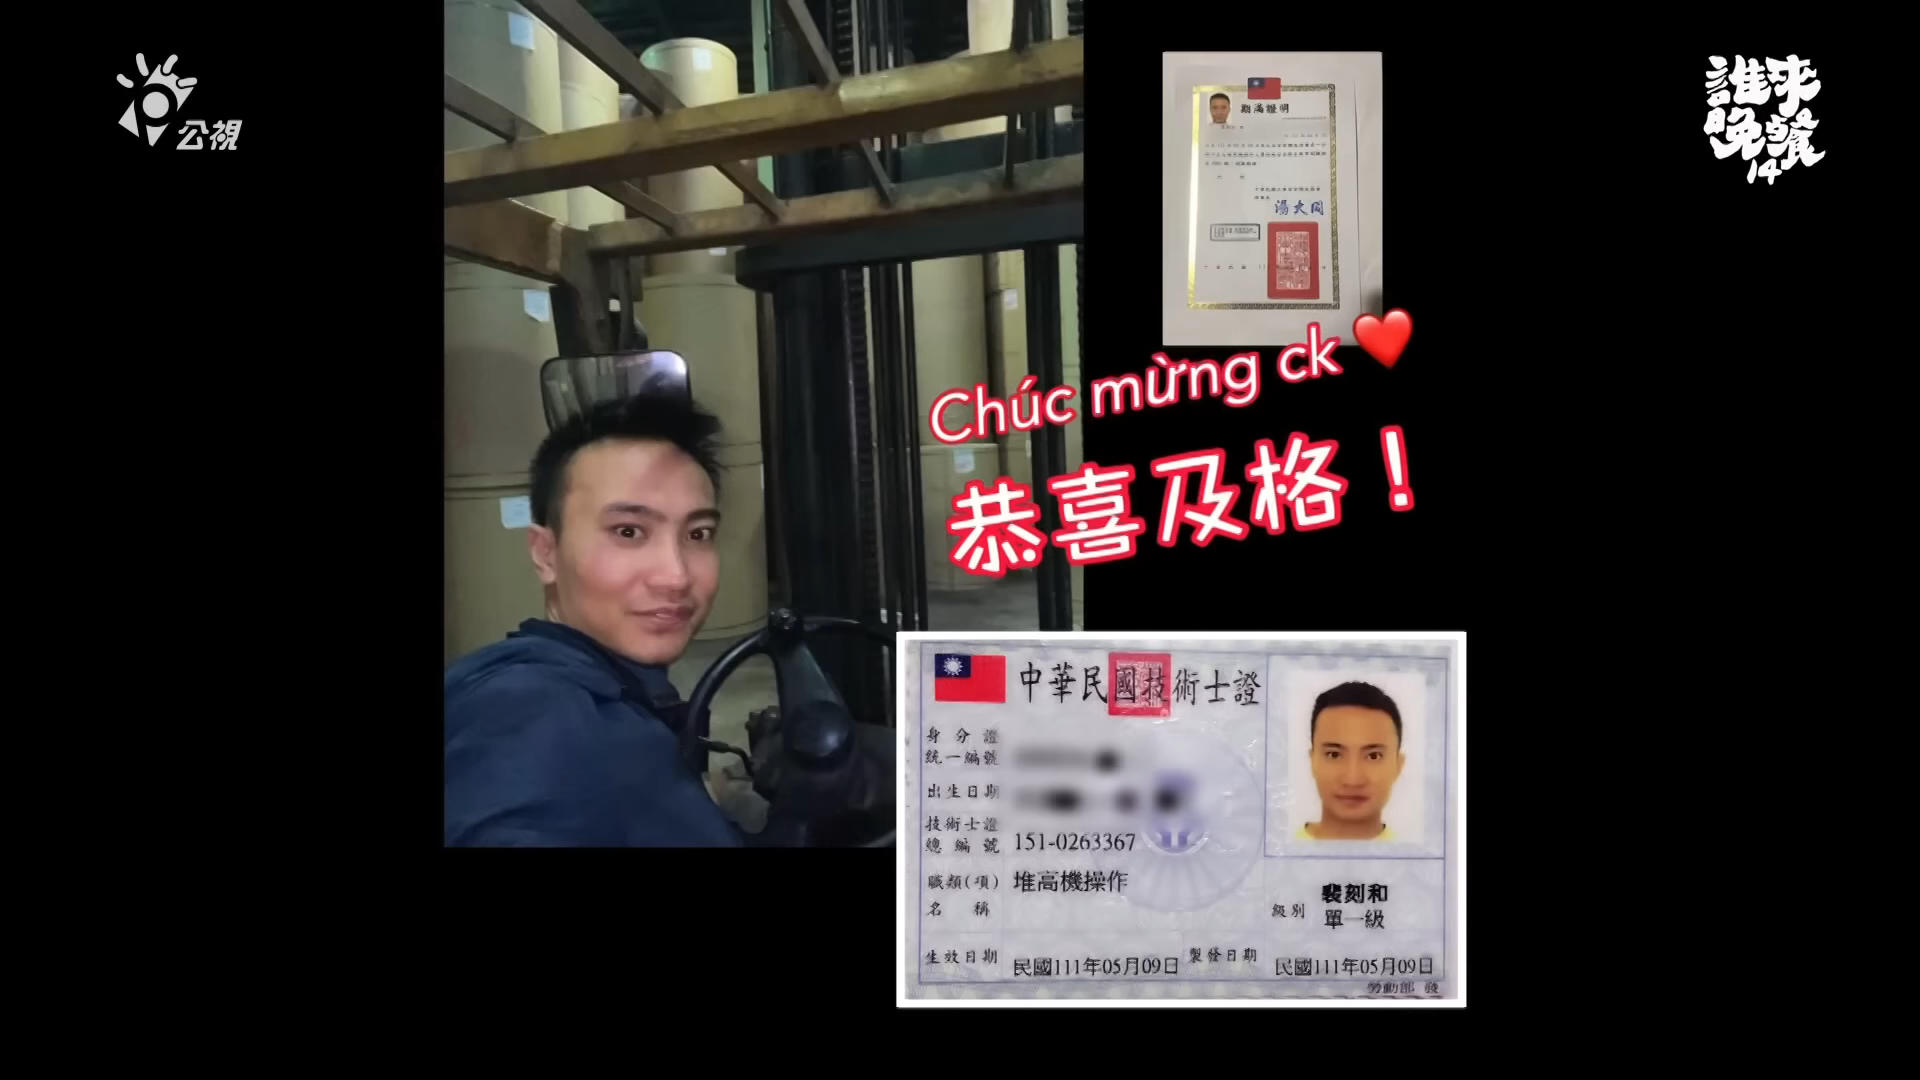 公視
誰來
晚餐
14
期滿證明
湯大同
Chúc mừng ck ❤️
恭喜及格！
中華民國技術士證
身分證
統一編號
出生日期
技術士證
總編號 151-0263367
職類(項) 堆高機操作
名稱
裴刻和
級別 單一級
生效日期 民國111年05月09日
製發日期 民國111年05月09日
勞動部 發